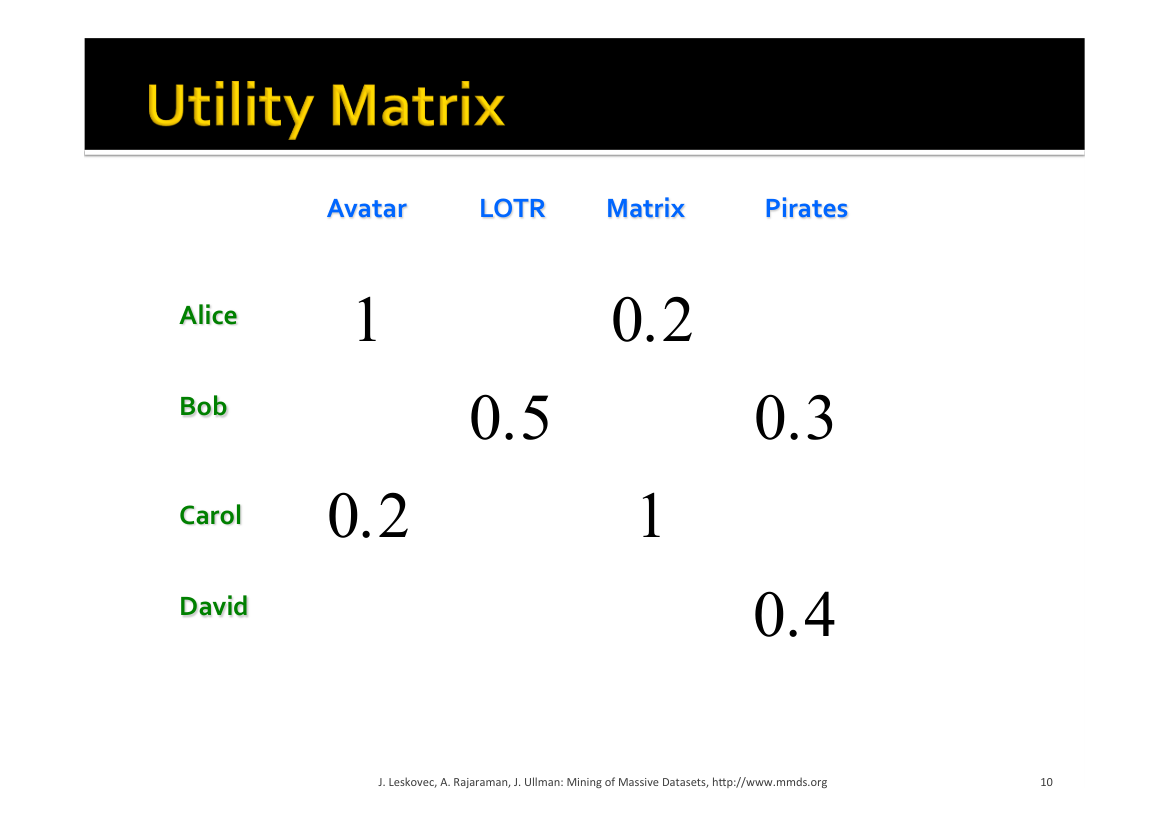 Utility Matrix
Avatar LOTR Matrix Pirates
Alice 1 0.2
Bob 0.5 0.3
Carol 0.2 1
David 0.4
J. Leskovec, A. Rajaraman, J. Ullman: Mining of Massive Datasets, http://www.mmds.org 10